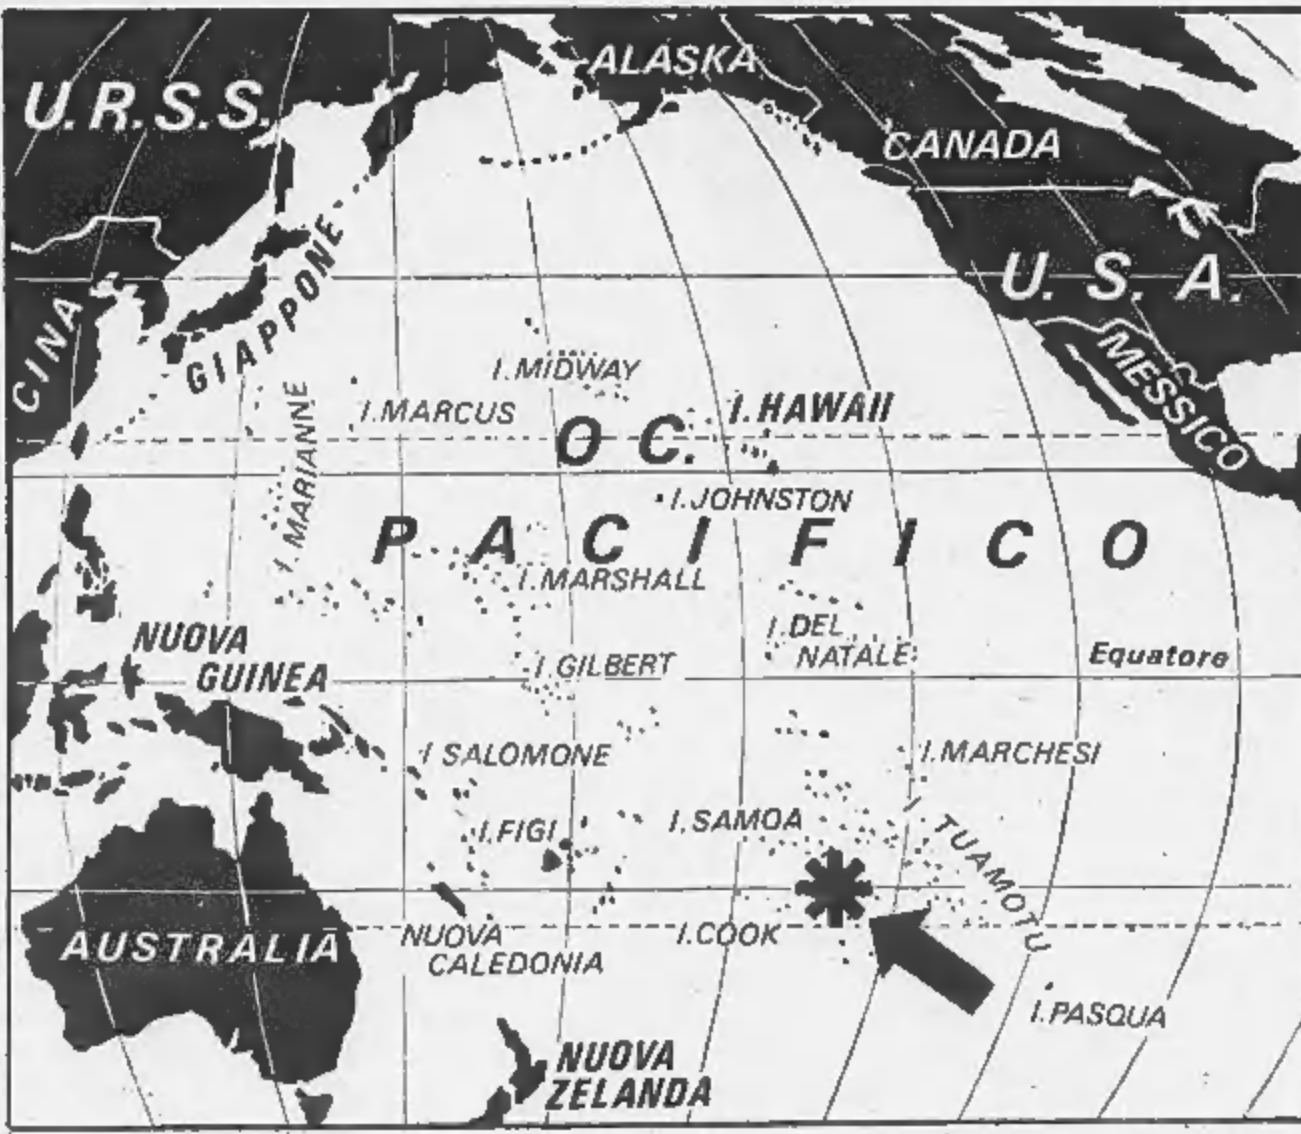 ALASKA
U.R.S.S.
CANADA
U. S. A.
CINA
GIAPPONE
MESSICO
I. MIDWAY
I. MARCUS
I. HAWAII
I. MARIANNE
OC.
I. JOHNSTON
PACIFICO
I. MARSHALL
NUOVA
GUINEA
I. DEL
NATALE
I. GILBERT
Equatore
I SALOMONE
I. MARCHESI
I. FIGI
I. SAMOA
I. TUAMOTU
AUSTRALIA
NUOVA
CALEDONIA
I. COOK
I. PASQUA
NUOVA
ZELANDA